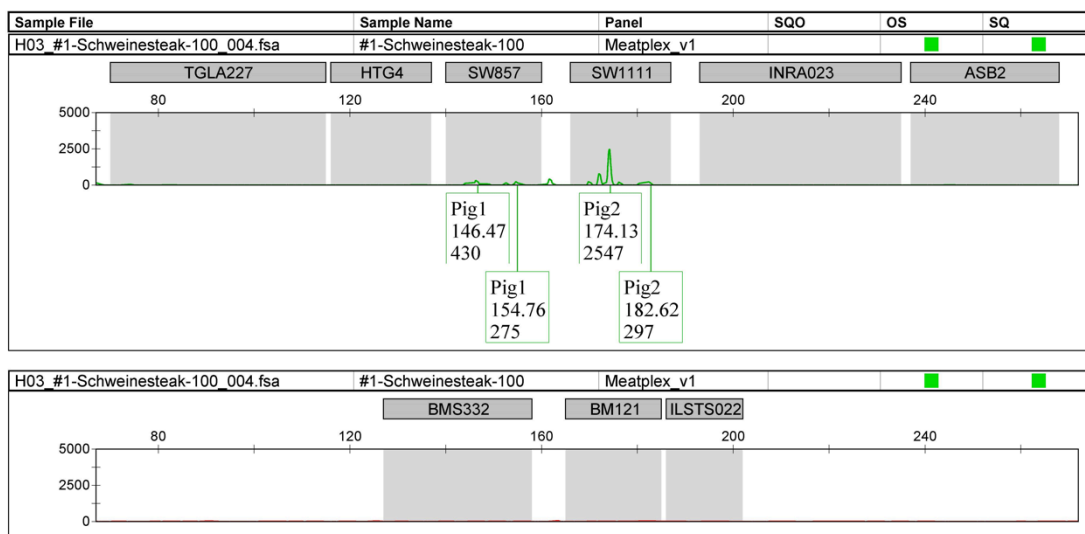 Sample File Sample Name Panel SQO OS SQ
H03_#1-Schweinesteak-100_004.fsa #1-Schweinesteak-100 Meatplex_v1
TGLA227 HTG4 SW857 SW1111 INRA023 ASB2
80 120 160 200 240
5000
2500
0
Pig1 Pig2
146.47 174.13
430 2547
Pig1 Pig2
154.76 182.62
275 297
H03_#1-Schweinesteak-100_004.fsa #1-Schweinesteak-100 Meatplex_v1
BMS332 BM121 ILSTS022
80 120 160 200 240
5000
2500
0